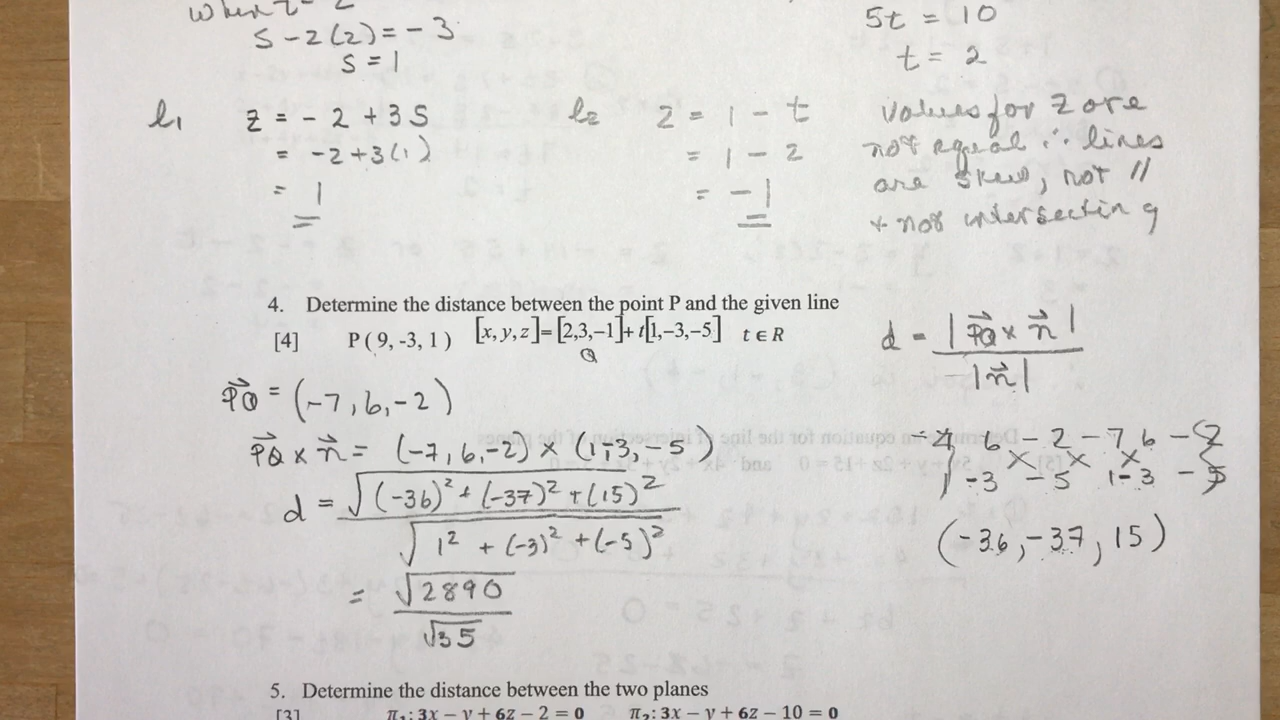 when t = 2
5t = 10
s - 2(2) = - 3
s = 1
t = 2
l1 z = - 2 + 3s l2 z = 1 - t values for z are
= -2+3(1) = 1 - 2 not equal ∴ lines
= 1 = -1 are skew, not //
+ not intersecting
4. Determine the distance between the point P and the given line
[4] P ( 9, -3, 1 ) [x, y, z]=[2,3,–1]+ t[1,–3,–5] t ∈ R
Q
d = |PQ⃗ × n⃗| / |n⃗|
PQ⃗ = (-7, 6, -2)
PQ⃗ × n⃗ = (-7, 6, -2) × (1, -3, -5)
-7 6 -2 -7 6 -2
1 -3 -5 1 -3 -5
(-36, -37, 15)
d = √(-36)² + (-37)² + (15)² / √1² + (-3)² + (-5)²
= √2890 / √35
5. Determine the distance between the two planes
[3] π₁: 3x − y + 6z − 2 = 0 π₂: 3x − y + 6z − 10 = 0